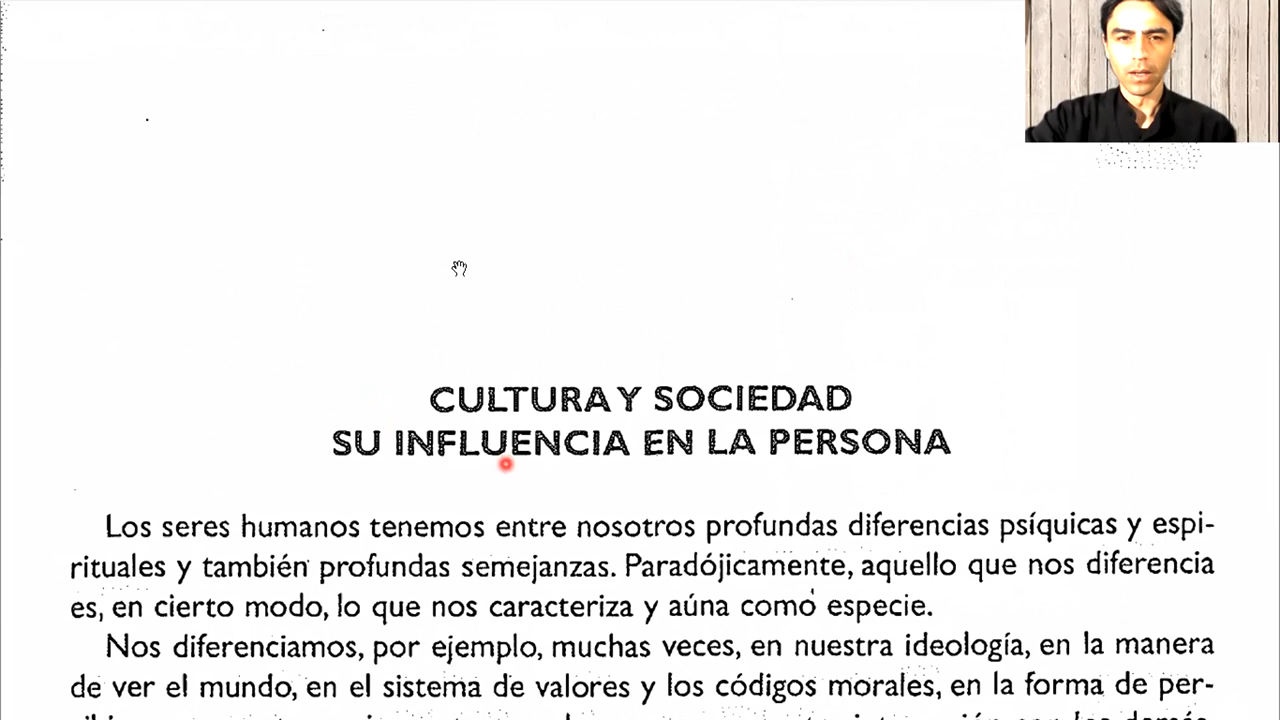 CULTURA Y SOCIEDAD
SU INFLUENCIA EN LA PERSONA
Los seres humanos tenemos entre nosotros profundas diferencias psíquicas y espi-
rituales y también profundas semejanzas. Paradójicamente, aquello que nos diferencia
es, en cierto modo, lo que nos caracteriza y aúna como especie.
Nos diferenciamos, por ejemplo, muchas veces, en nuestra ideología, en la manera
de ver el mundo, en el sistema de valores y los códigos morales, en la forma de per-